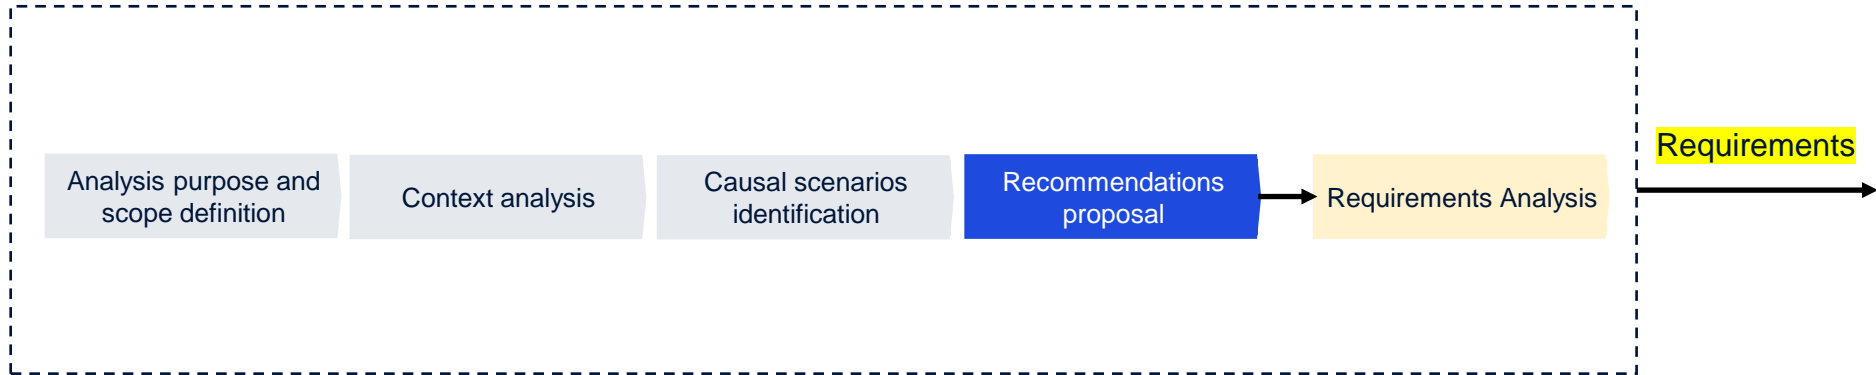 Analysis purpose and
scope definition
Context analysis
Causal scenarios
identification
Recommendations
proposal
Requirements Analysis
Requirements